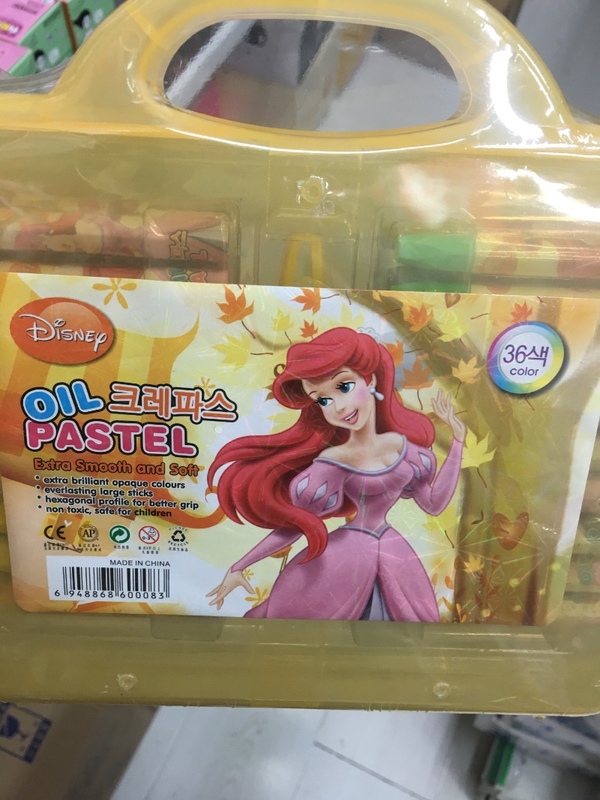 Disney
36색
color
OIL 크레파스
PASTEL
Extra Smooth and Soft
• extra brilliant opaque colours
• everlasting large sticks
• hexagonal profile for better grip
• non toxic, safe for children
CE
AP
MADE IN CHINA
6 948868 600083